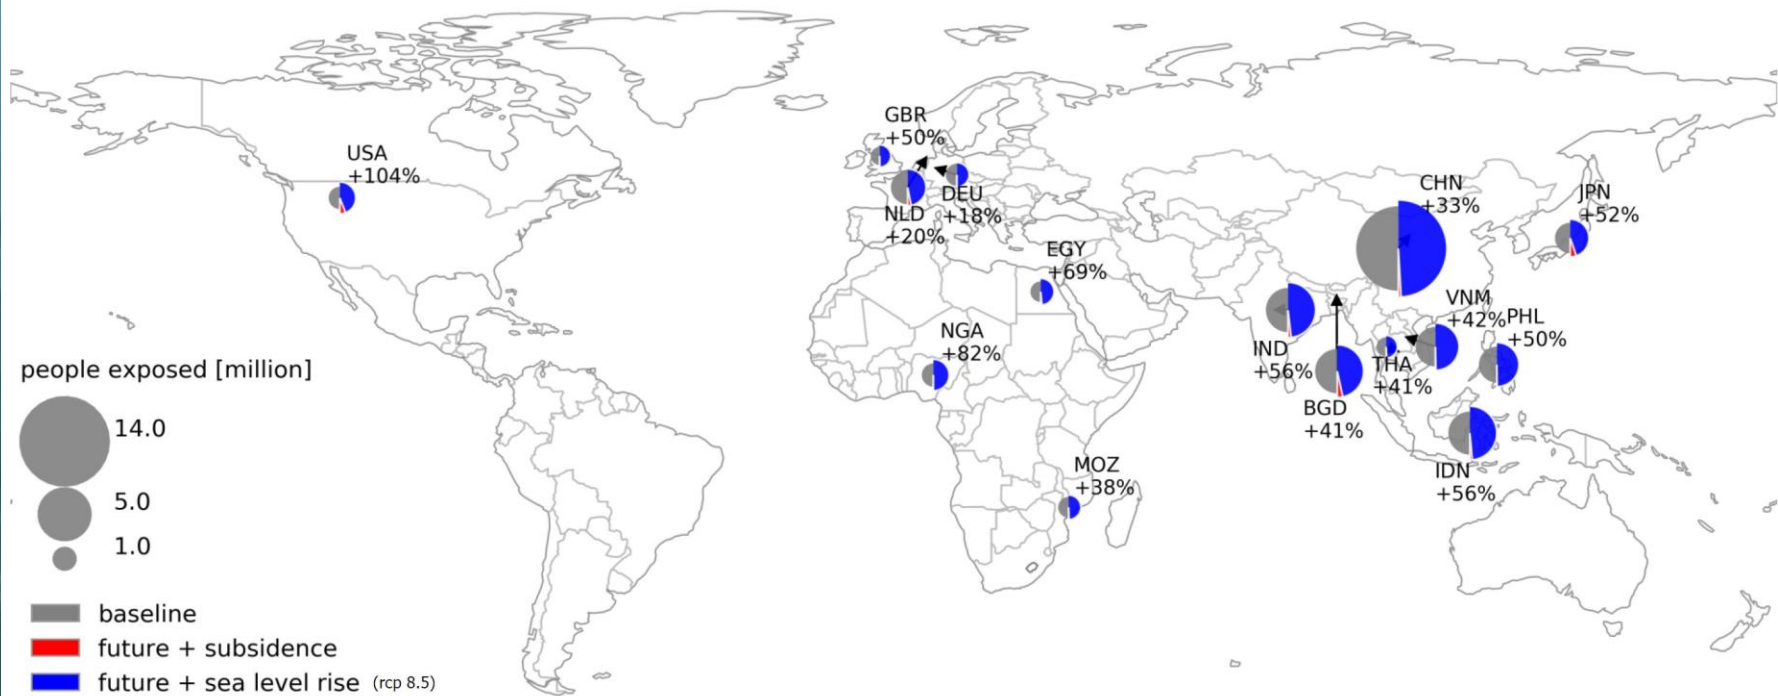 GBR
+50%
USA
+104%
NLD
+20%
DEU
+18%
CHN
+33%
JPN
+52%
EGY
+69%
NGA
+82%
IND
+56%
VNM
+42%
PHL
+50%
THA
+41%
BGD
+41%
MOZ
+38%
IDN
+56%
people exposed [million]
14.0
5.0
1.0
baseline
future + subsidence
future + sea level rise (rcp 8.5)